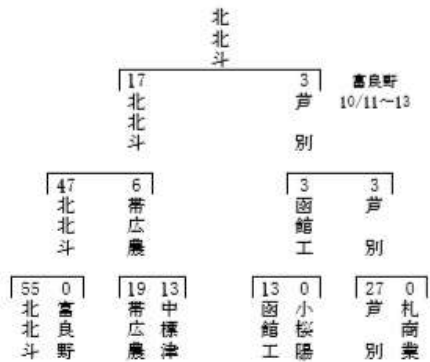 北北斗
17 3 富良野
北北斗 芦別 10/11～13
47 6 3 3
北北斗 帯広農 函館工 芦別
55 0 19 13 13 0 27 0
北北斗 富良野 帯広農 中標津 函館工 小桜陽 芦別 札商業